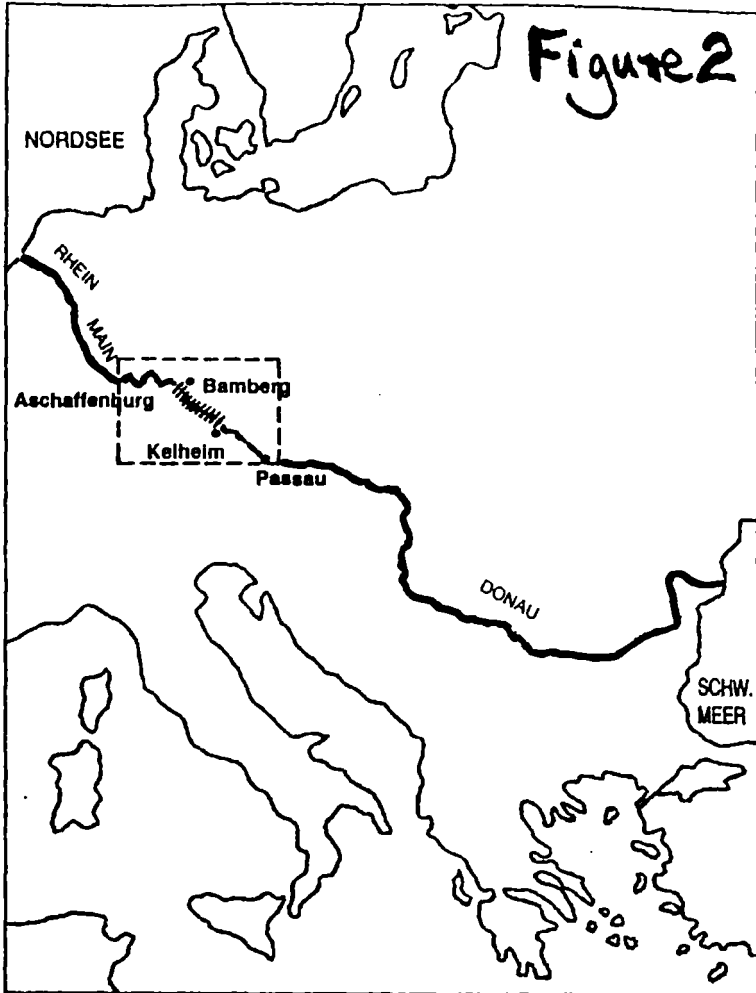 Figure 2
NORDSEE
RHEIN
MAIN
Aschaffenburg
Bamberg
Kelheim
Passau
DONAU
SCHW.
MEER